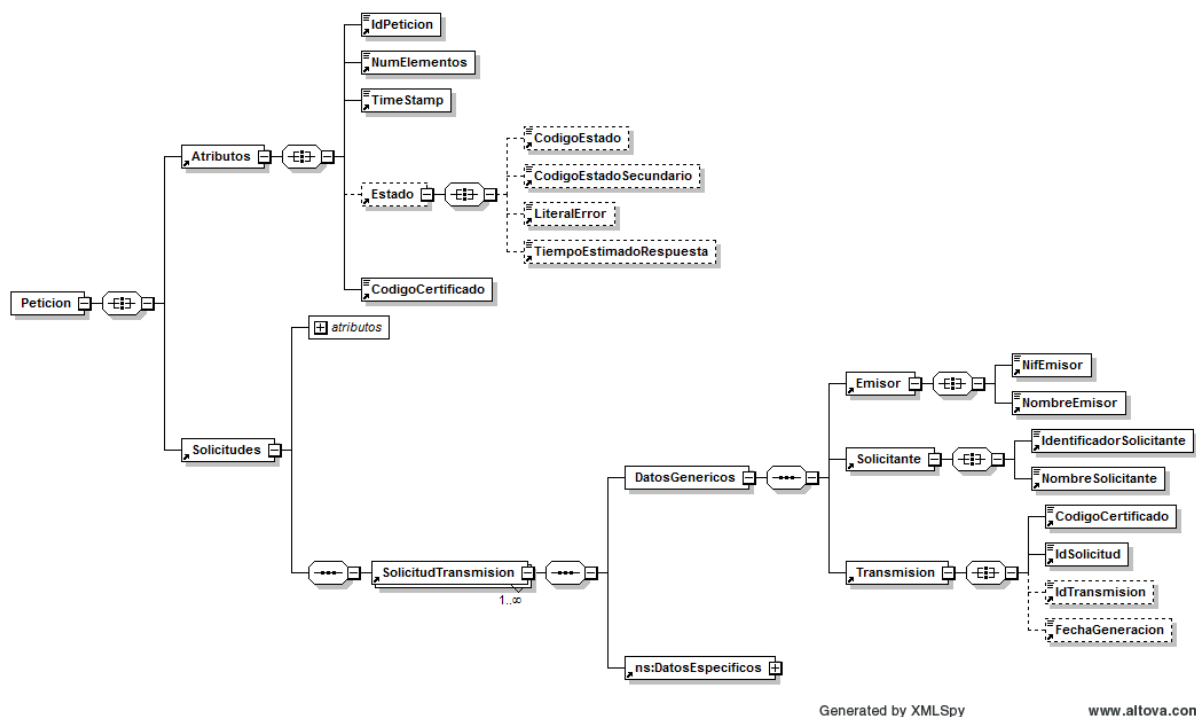 IdPeticion
NumElementos
TimeStamp
CodigoEstado
Atributos
CodigoEstadoSecundario
Estado
LiteralError
TiempoEstimadoRespuesta
CodigoCertificado
Peticion
atributos
NifEmisor
Emisor
NombreEmisor
IdentificadorSolicitante
Solicitudes
Solicitante
DatosGenericos
NombreSolicitante
CodigoCertificado
IdSolicitud
SolicitudTransmision
Transmision
1..∞
IdTransmision
FechaGeneracion
ns:DatosEspecificos
Generated by XMLSpy
www.altova.com